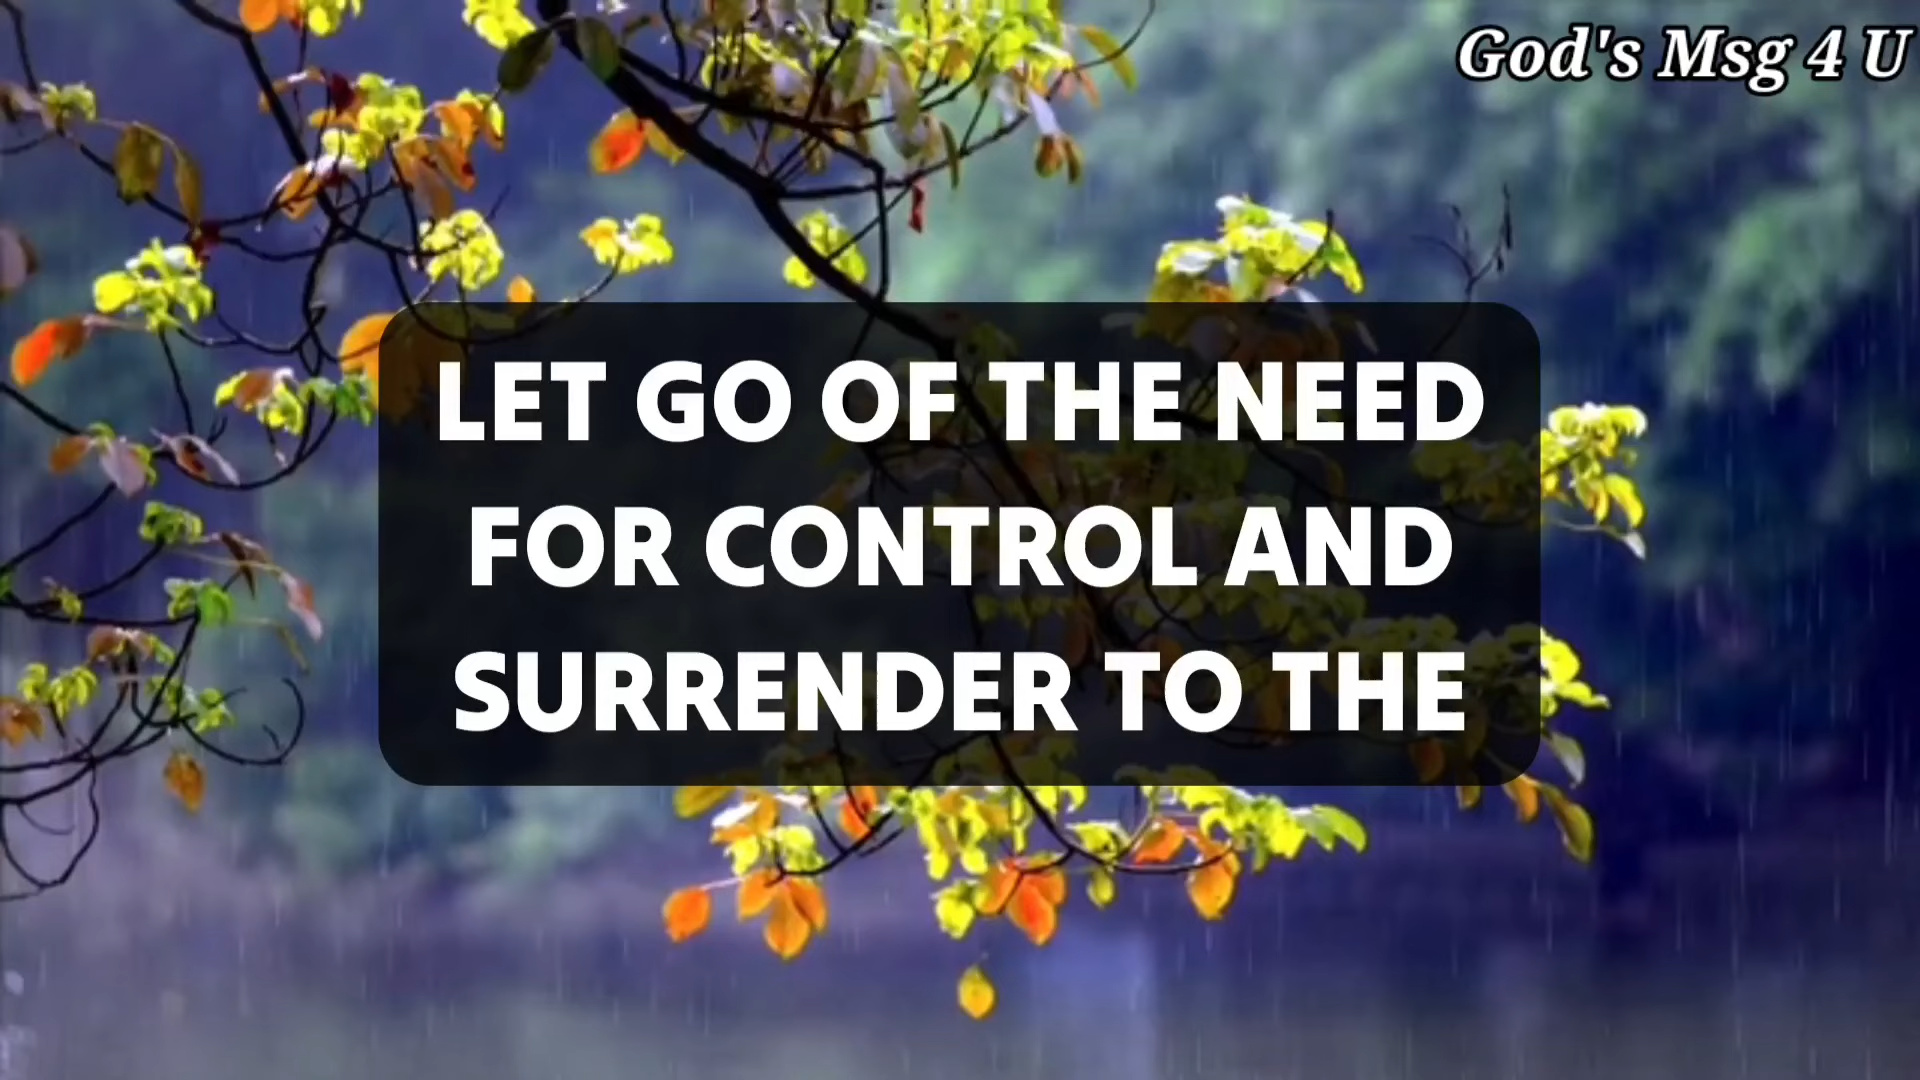 God's Msg 4 U
LET GO OF THE NEED
FOR CONTROL AND
SURRENDER TO THE